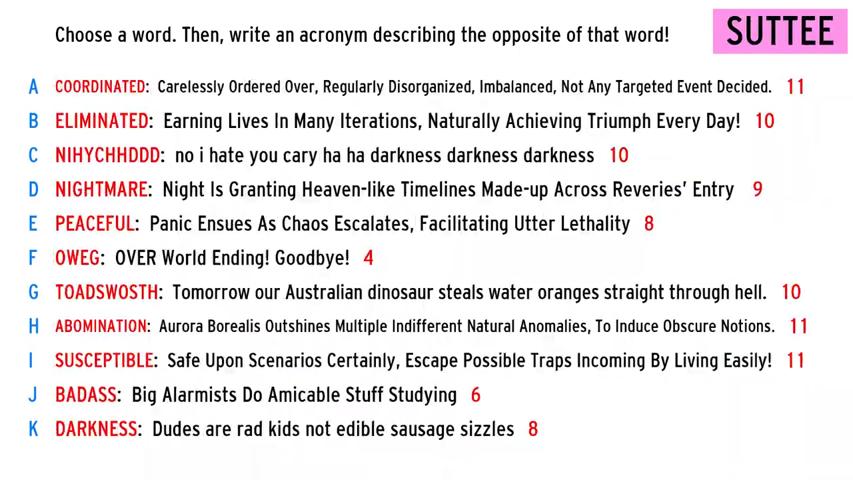 Choose a word. Then, write an acronym describing the opposite of that word!
SUTTEE
A COORDINATED: Carelessly Ordered Over, Regularly Disorganized, Imbalanced, Not Any Targeted Event Decided. 11
B ELIMINATED: Earning Lives In Many Iterations, Naturally Achieving Triumph Every Day! 10
C NIHYCHHDDD: no i hate you cary ha ha darkness darkness darkness 10
D NIGHTMARE: Night Is Granting Heaven-like Timelines Made-up Across Reveries' Entry 9
E PEACEFUL: Panic Ensues As Chaos Escalates, Facilitating Utter Lethality 8
F OWEG: OVER World Ending! Goodbye! 4
G TOADSWOSTH: Tomorrow our Australian dinosaur steals water oranges straight through hell. 10
H ABOMINATION: Aurora Borealis Outshines Multiple Indifferent Natural Anomalies, To Induce Obscure Notions. 11
I SUSCEPTIBLE: Safe Upon Scenarios Certainly, Escape Possible Traps Incoming By Living Easily! 11
J BADASS: Big Alarmists Do Amicable Stuff Studying 6
K DARKNESS: Dudes are rad kids not edible sausage sizzles 8